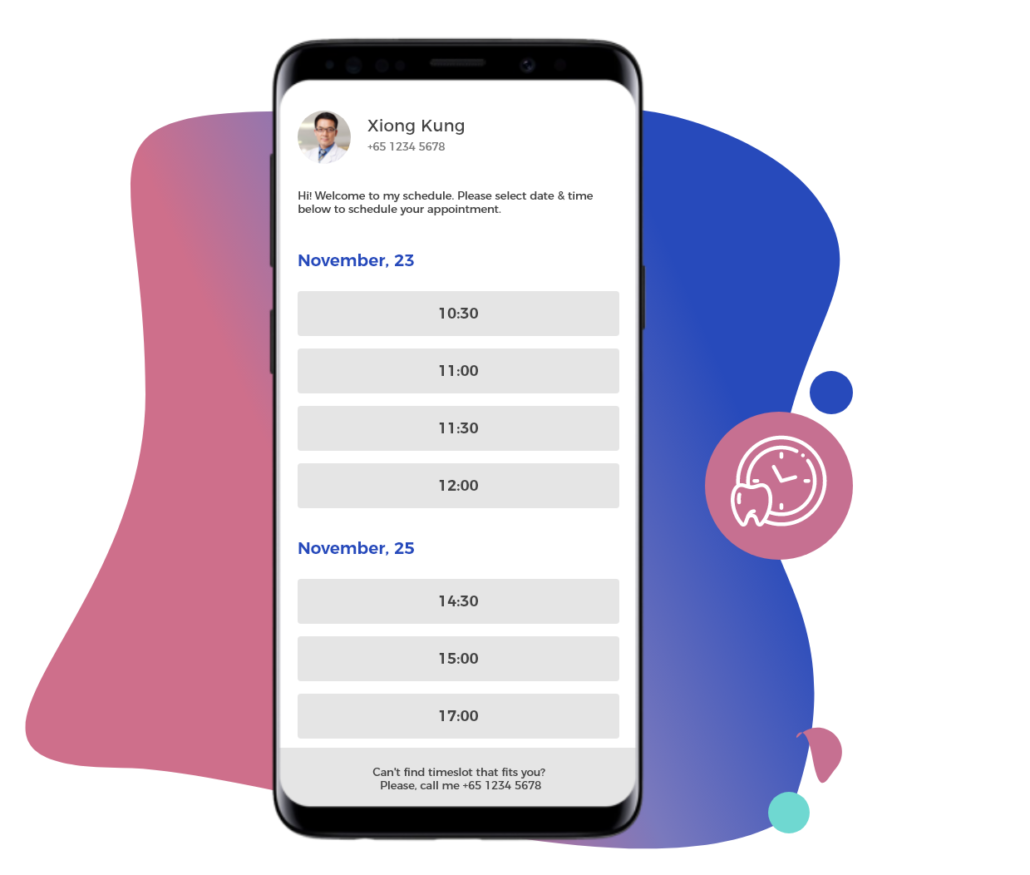 Xiong Kung
+65 1234 5678
Hi! Welcome to my schedule. Please select date & time
below to schedule your appointment.
November, 23
10:30
11:00
11:30
12:00
November, 25
14:30
15:00
17:00
Can't find timeslot that fits you?
Please, call me +65 1234 5678